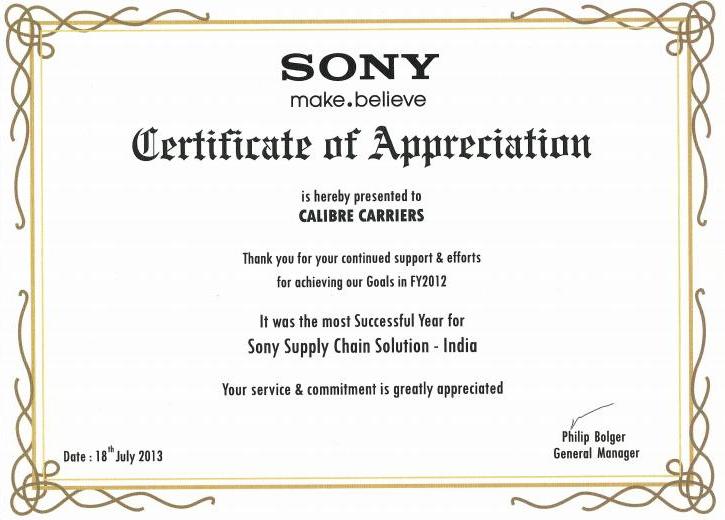 SONY
make.believe
Certificate of Appreciation
is hereby presented to
CALIBRE CARRIERS
Thank you for your continued support & efforts
for achieving our Goals in FY2012
It was the most Successful Year for
Sony Supply Chain Solution - India
Your service & commitment is greatly appreciated
Date : 18th July 2013
Philip Bolger
General Manager